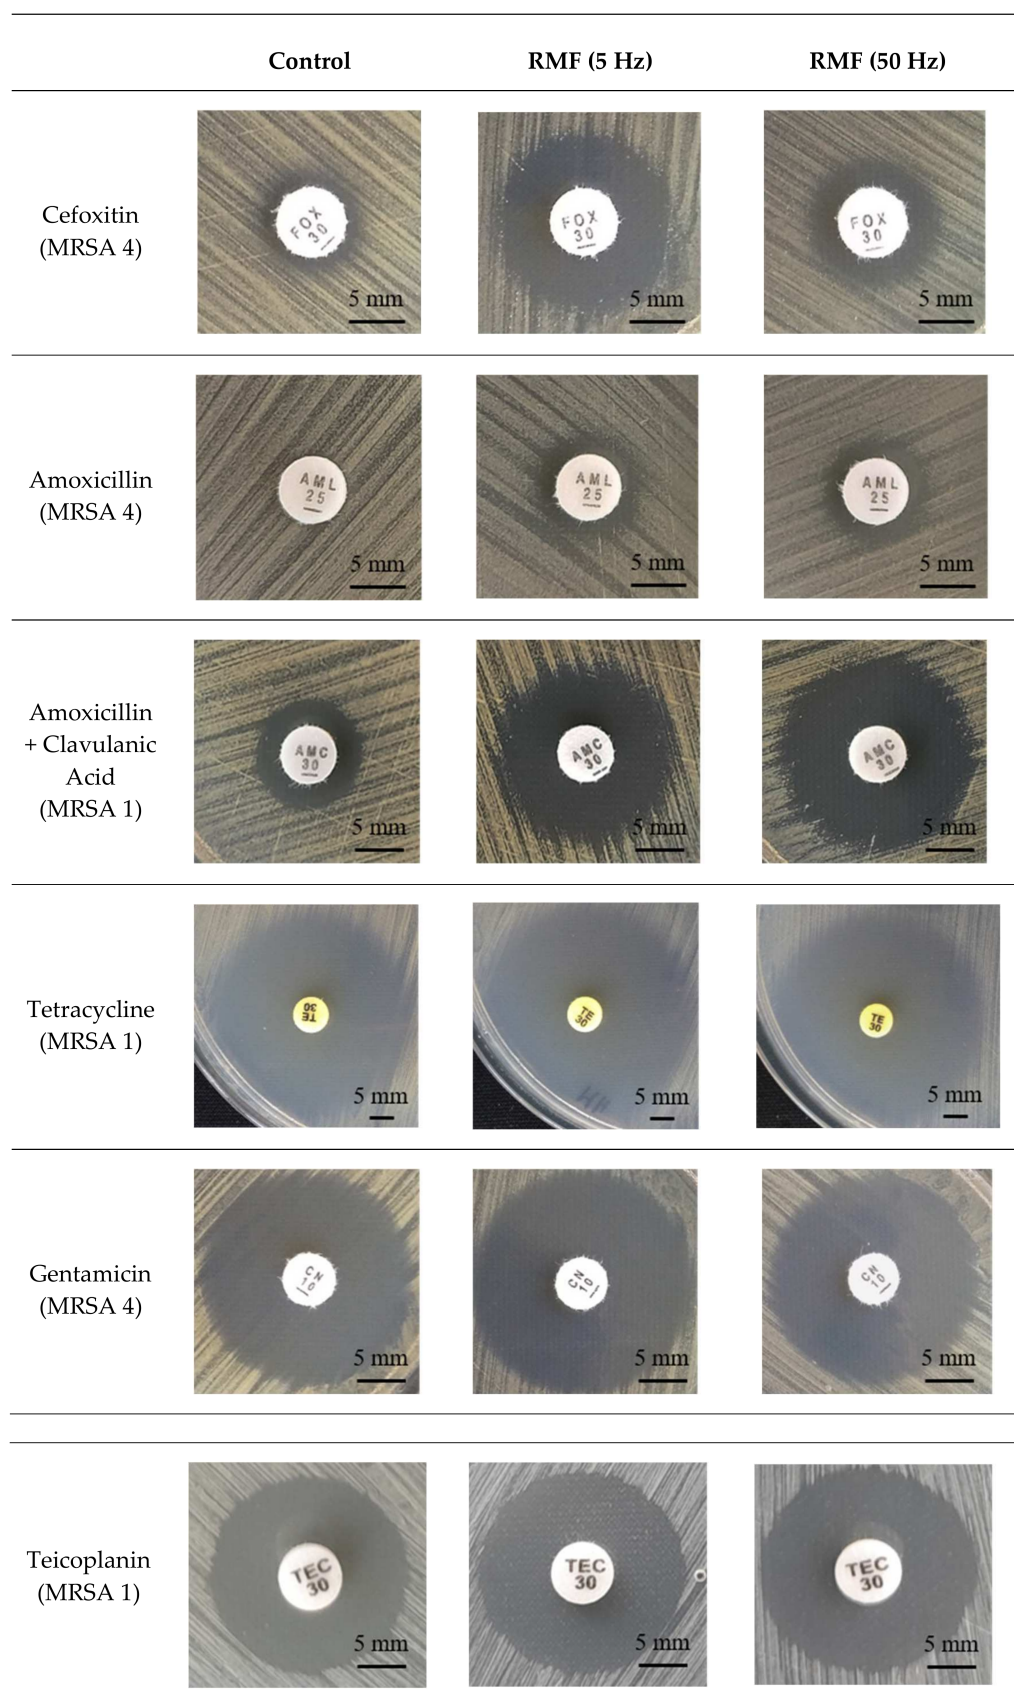 Control RMF (5 Hz) RMF (50 Hz)
Cefoxitin
(MRSA 4)
FOX
30
5 mm
FOX
30
5 mm
FOX
30
5 mm
Amoxicillin
(MRSA 4)
AML
25
5 mm
AML
25
5 mm
AML
25
5 mm
Amoxicillin
+ Clavulanic
Acid
(MRSA 1)
AMC
30
5 mm
AMC
30
5 mm
AMC
30
5 mm
Tetracycline
(MRSA 1)
TE
30
5 mm
TE
30
5 mm
TE
30
5 mm
Gentamicin
(MRSA 4)
CN
10
5 mm
CN
10
5 mm
CN
10
5 mm
Teicoplanin
(MRSA 1)
TEC
30
5 mm
TEC
30
5 mm
TEC
30
5 mm